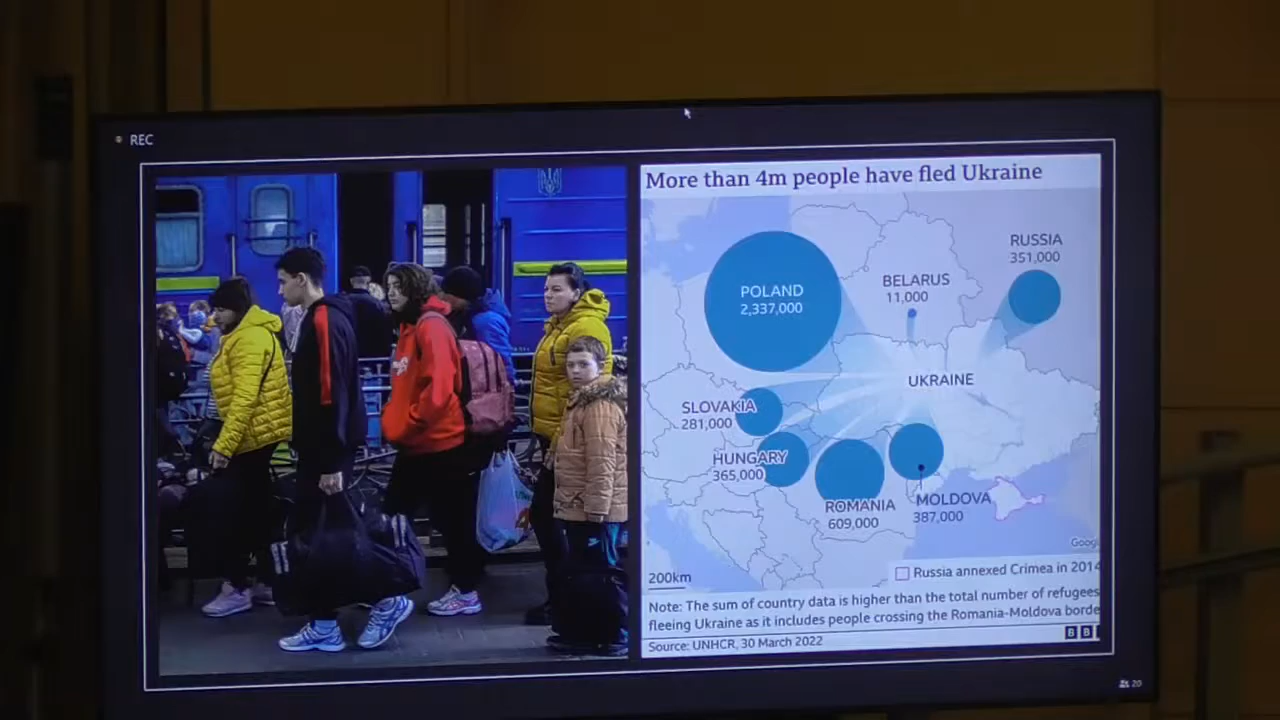 REC
More than 4m people have fled Ukraine
RUSSIA
351,000
BELARUS
11,000
POLAND
2,337,000
UKRAINE
SLOVAKIA
281,000
HUNGARY
365,000
ROMANIA
609,000
MOLDOVA
387,000
Googl
200km
Russia annexed Crimea in 2014
Note: The sum of country data is higher than the total number of refugees
fleeing Ukraine as it includes people crossing the Romania-Moldova borde
Source: UNHCR, 30 March 2022
B B
20